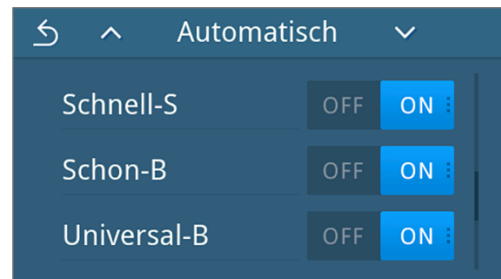 Automatisch
Schnell-S OFF ON
Schon-B OFF ON
Universal-B OFF ON